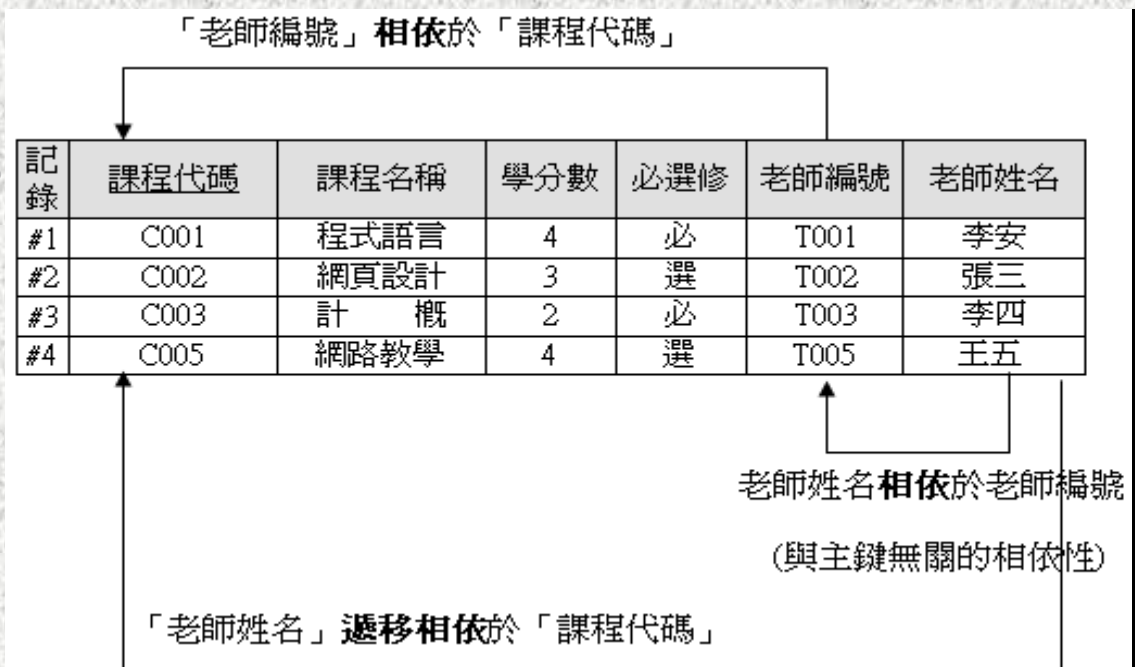 「老師編號」相依於「課程代碼」
記錄 課程代碼 課程名稱 學分數 必選修 老師編號 老師姓名
#1 C001 程式語言 4 必 T001 李安
#2 C002 網頁設計 3 選 T002 張三
#3 C003 計 概 2 必 T003 李四
#4 C005 網路教學 4 選 T005 王五
老師姓名相依於老師編號
(與主鍵無關的相依性)
「老師姓名」遞移相依於「課程代碼」